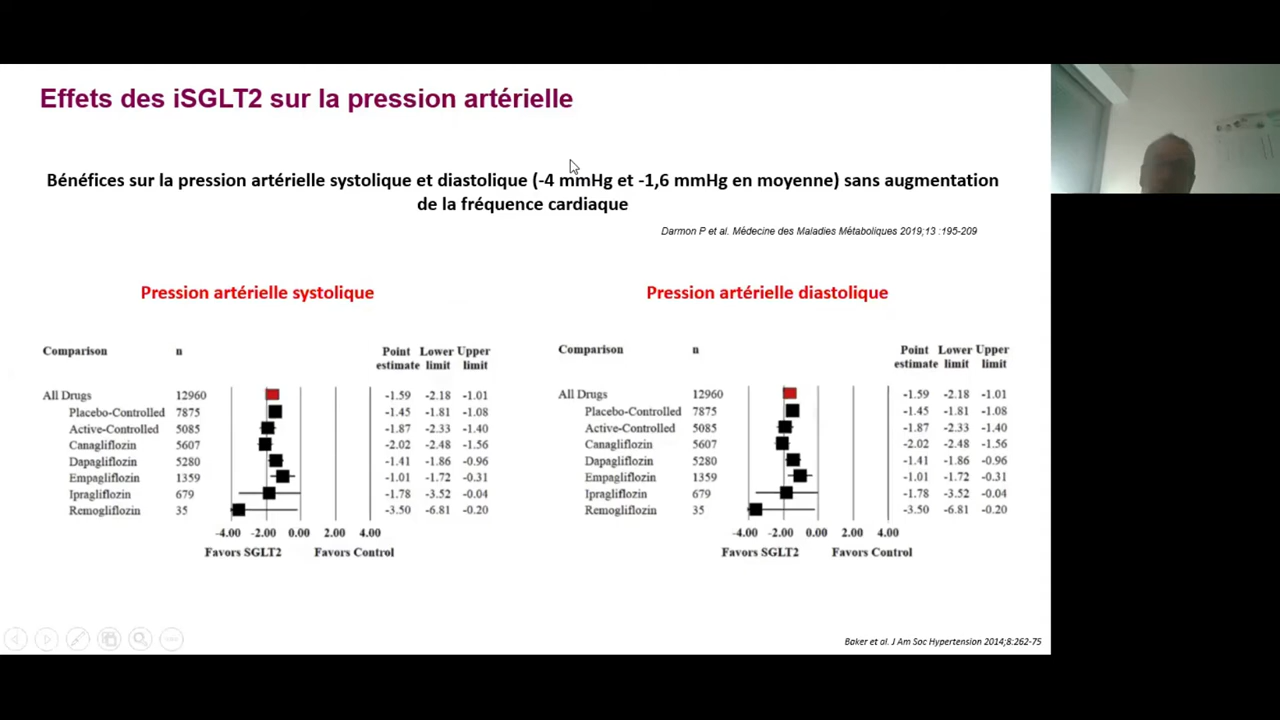 Effets des iSGLT2 sur la pression artérielle
Bénéfices sur la pression artérielle systolique et diastolique (-4 mmHg et -1,6 mmHg en moyenne) sans augmentation
de la fréquence cardiaque
Darmon P et al. Médecine des Maladies Métaboliques 2019;13 :195-209
Pression artérielle systolique
Comparison n Point estimate Lower limit Upper limit
All Drugs 12960 -1.59 -2.18 -1.01
Placebo-Controlled 7875 -1.45 -1.81 -1.08
Active-Controlled 5085 -1.87 -2.33 -1.40
Canagliflozin 5607 -2.02 -2.48 -1.56
Dapagliflozin 5280 -1.41 -1.86 -0.96
Empagliflozin 1359 -1.01 -1.72 -0.31
Ipragliflozin 679 -1.78 -3.52 -0.04
Remogliflozin 35 -3.50 -6.81 -0.20
-4.00 -2.00 0.00 2.00 4.00
Favors SGLT2 Favors Control
Pression artérielle diastolique
Comparison n Point estimate Lower limit Upper limit
All Drugs 12960 -1.59 -2.18 -1.01
Placebo-Controlled 7875 -1.45 -1.81 -1.08
Active-Controlled 5085 -1.87 -2.33 -1.40
Canagliflozin 5607 -2.02 -2.48 -1.56
Dapagliflozin 5280 -1.41 -1.86 -0.96
Empagliflozin 1359 -1.01 -1.72 -0.31
Ipragliflozin 679 -1.78 -3.52 -0.04
Remogliflozin 35 -3.50 -6.81 -0.20
-4.00 -2.00 0.00 2.00 4.00
Favors SGLT2 Favors Control
Baker et al. J Am Soc Hypertension 2014;8:262-75